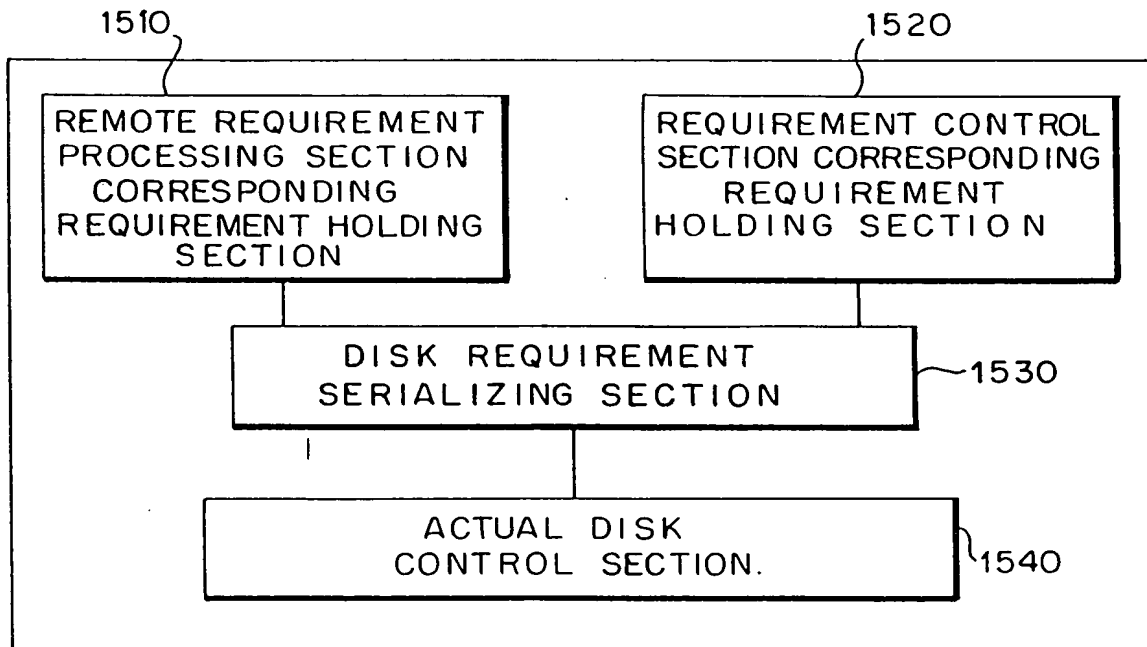 1510
1520
REMOTE REQUIREMENT
PROCESSING SECTION
CORRESPONDING
REQUIREMENT HOLDING
SECTION
REQUIREMENT CONTROL
SECTION CORRESPONDING
REQUIREMENT
HOLDING SECTION
DISK REQUIREMENT
SERIALIZING SECTION
1530
ACTUAL DISK
CONTROL SECTION.
1540